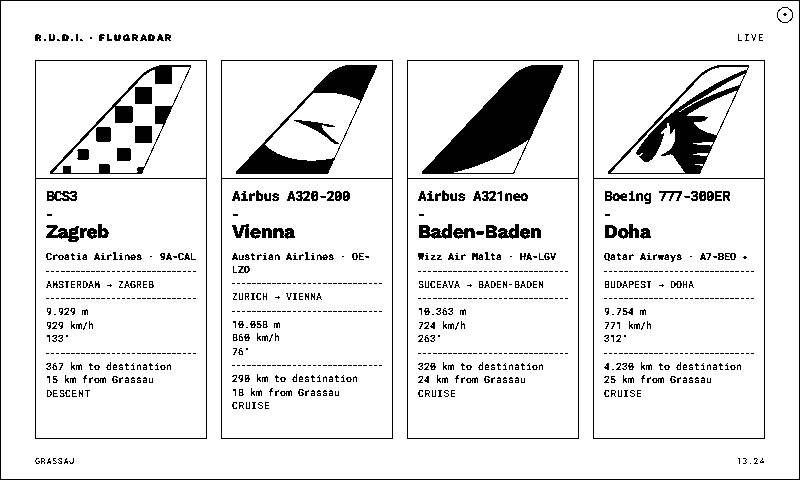 R.U.D.I. · FLUGRADAR
LIVE
BCS3
-
Zagreb
Croatia Airlines · 9A-CAL
AMSTERDAM → ZAGREB
9.929 m
929 km/h
133°
367 km to destination
15 km from Grassau
DESCENT
Airbus A320-200
-
Vienna
Austrian Airlines · OE-
LZO
ZURICH → VIENNA
10.058 m
860 km/h
76°
290 km to destination
18 km from Grassau
CRUISE
Airbus A321neo
-
Baden-Baden
Wizz Air Malta · HA-LGV
SUCEAVA → BADEN-BADEN
10.363 m
724 km/h
263°
320 km to destination
24 km from Grassau
CRUISE
Boeing 777-300ER
-
Doha
Qatar Airways · A7-BEO ✦
BUDAPEST → DOHA
9.754 m
771 km/h
312°
4.230 km to destination
25 km from Grassau
CRUISE
GRASSAU
13.24